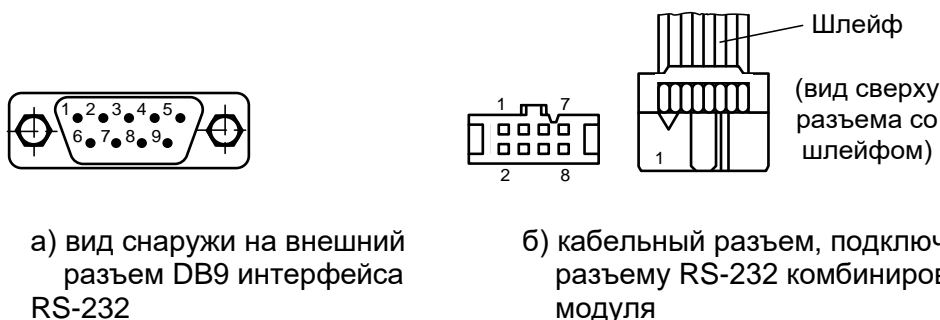 Шлейф
(вид сверху
разъема со
шлейфом)
1 2 3 4 5
6 7 8 9
1 7
2 8
1
а) вид снаружи на внешний
разъем DB9 интерфейса
RS-232
б) кабельный разъем, подключ
разъему RS-232 комбиниров
модуля